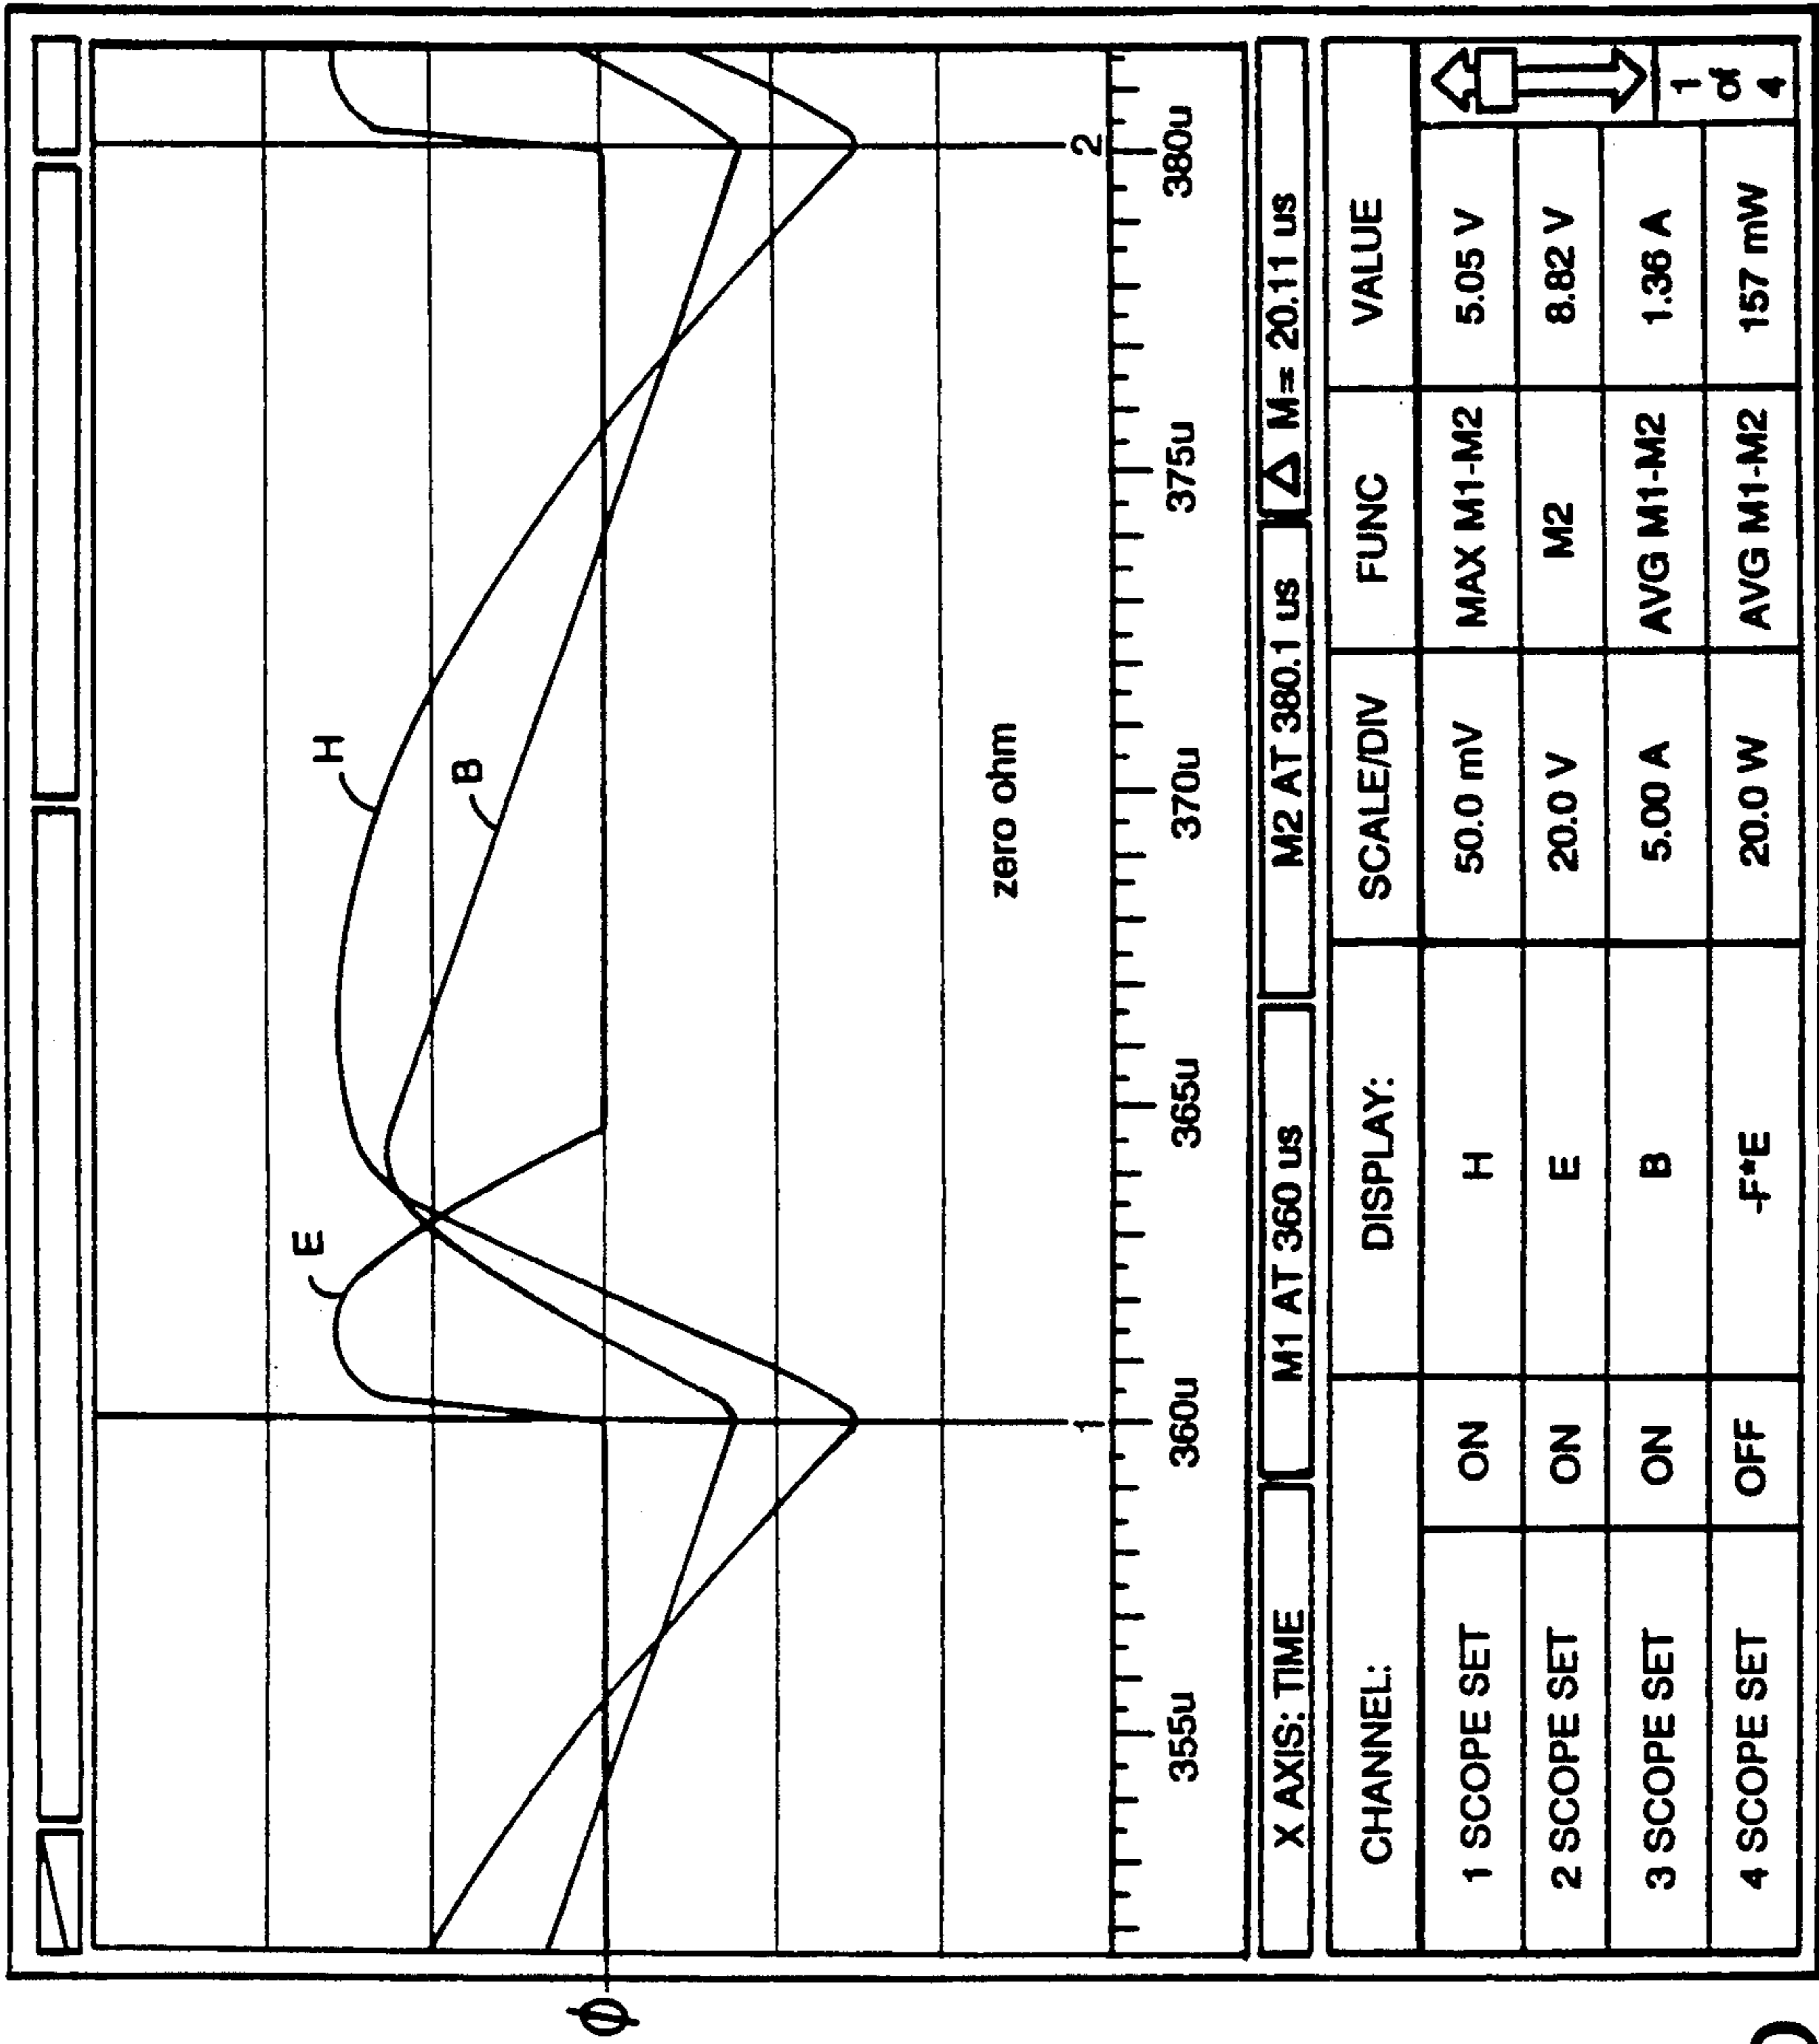 E
H
B
Φ
zero ohm
1
2
355u 360u 365u 370u 375u 380u
X AXIS: TIME M1 AT 360 us M2 AT 380.1 us Δ M= 20.11 us
CHANNEL: DISPLAY: SCALE/DIV FUNC VALUE
1 SCOPE SET ON H 50.0 mV MAX M1-M2 5.05 V
2 SCOPE SET ON E 20.0 V M2 8.82 V
3 SCOPE SET ON B 5.00 A AVG M1-M2 1.36 A
4 SCOPE SET OFF -F*E 20.0 W AVG M1-M2 157 mW
1
of
4